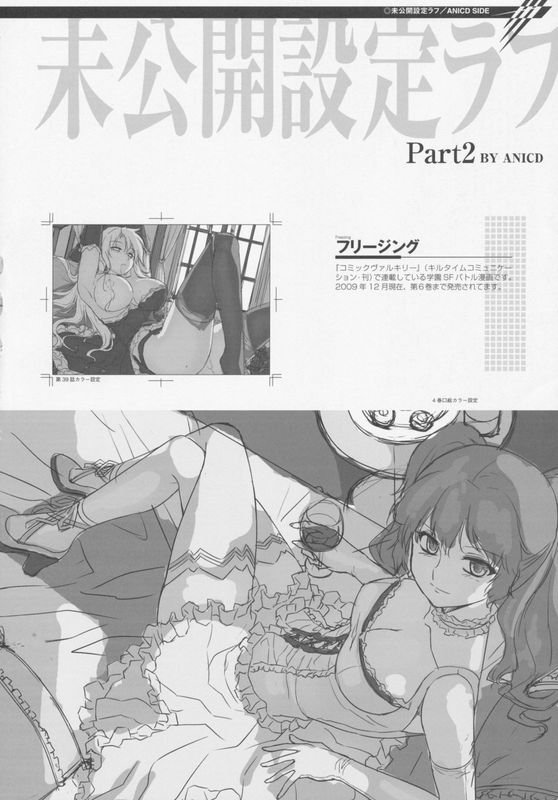 ◎未公開設定ラフ/ANICD SIDE
未公開設定ラフ
Part2 BY ANICD
Freezing
フリージング
『コミックヴァルキリー』(キルタイムコミュニケー
ション・刊)で連載している学園SFバトル漫画です。
2009年12月現在、第6巻まで発売されてます。
第39話カラー設定
4巻口絵カラー設定